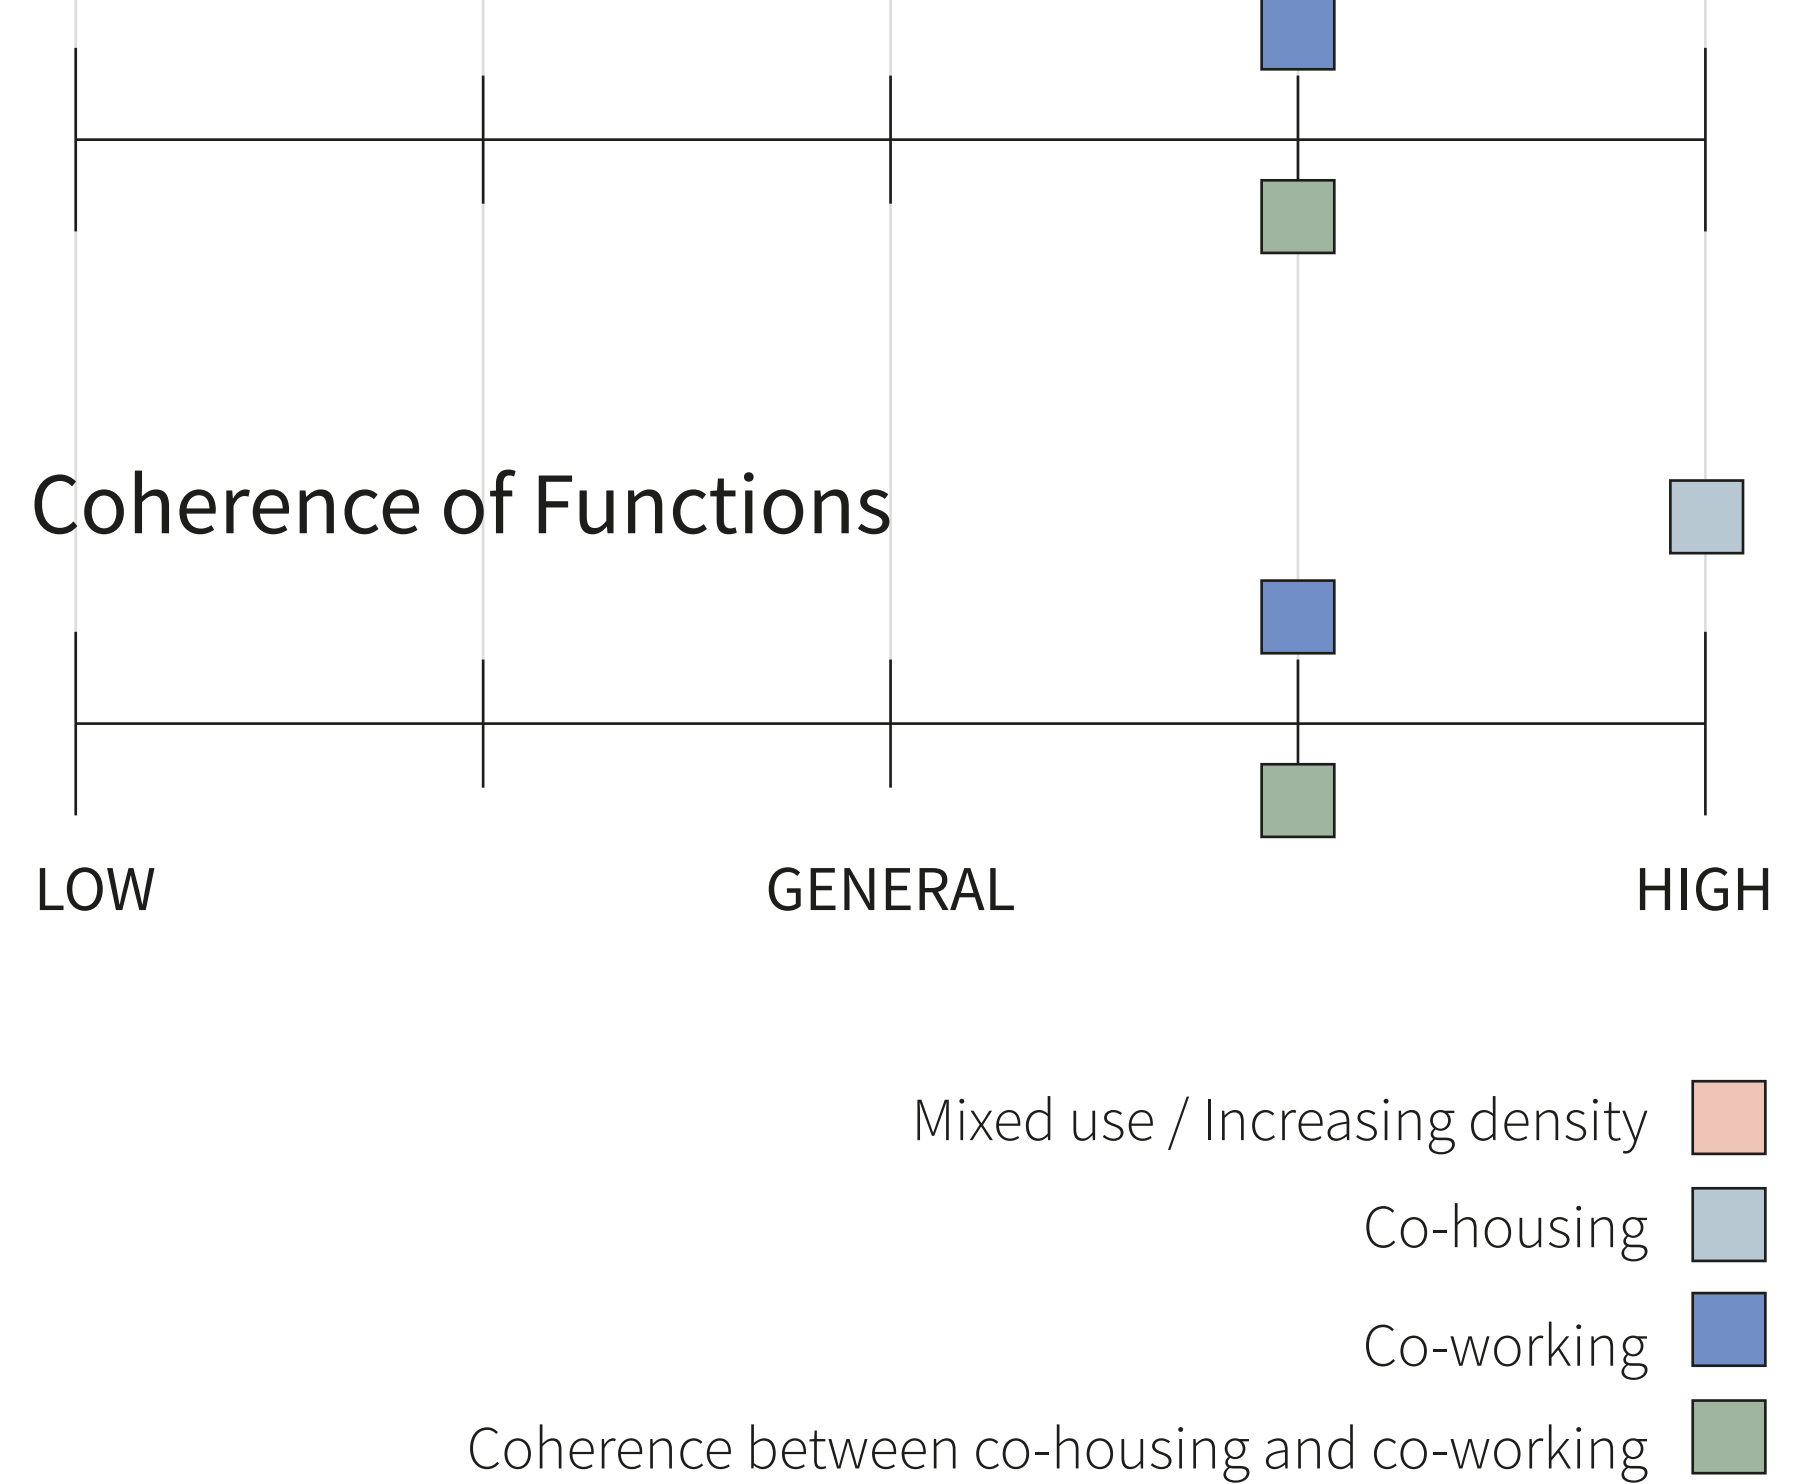 Coherence of Functions
LOW GENERAL HIGH
Mixed use / Increasing density
Co-housing
Co-working
Coherence between co-housing and co-working